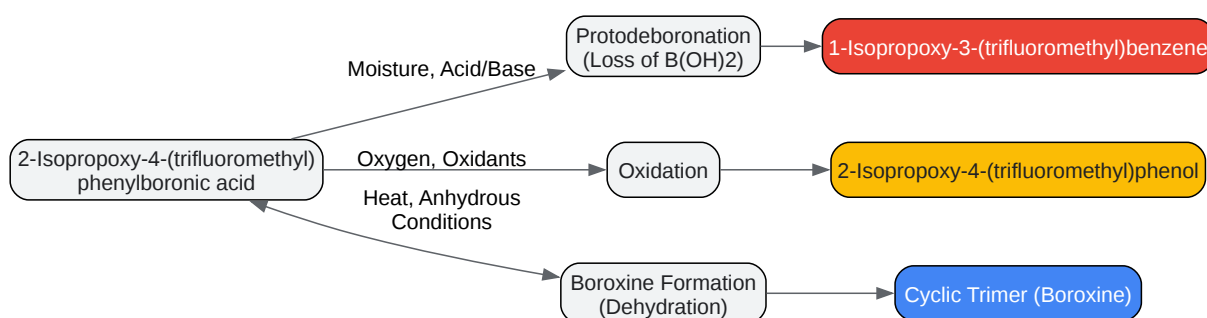 Protodeboronation
(Loss of B(OH)2)
1-Isopropoxy-3-(trifluoromethyl)benzene
Moisture, Acid/Base
2-Isopropoxy-4-(trifluoromethyl)
phenylboronic acid
Oxygen, Oxidants
Oxidation
2-Isopropoxy-4-(trifluoromethyl)phenol
Heat, Anhydrous
Conditions
Boroxine Formation
(Dehydration)
Cyclic Trimer (Boroxine)